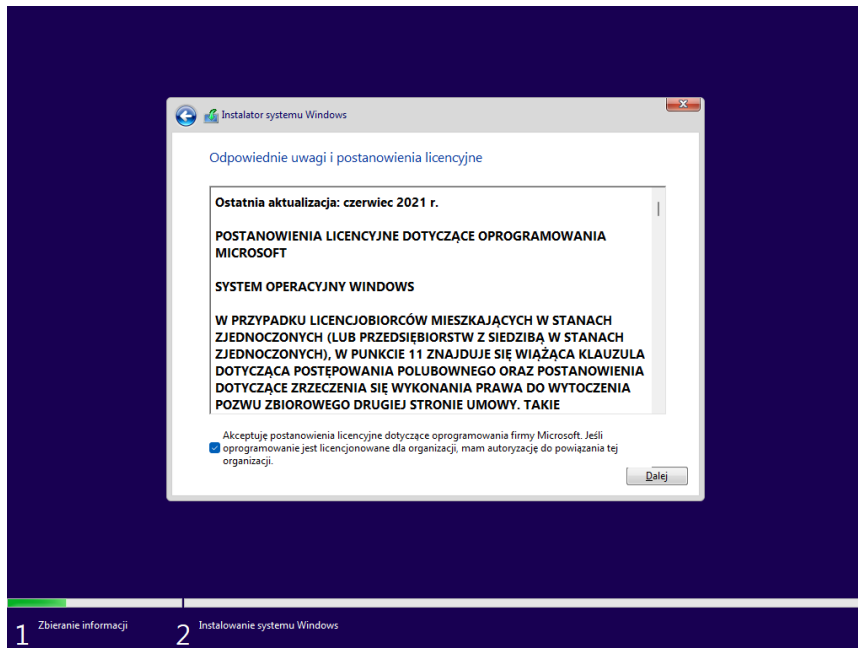 Instalator systemu Windows
Odpowiednie uwagi i postanowienia licencyjne
Ostatnia aktualizacja: czerwiec 2021 r.
POSTANOWIENIA LICENCYJNE DOTYCZĄCE OPROGRAMOWANIA
MICROSOFT
SYSTEM OPERACYJNY WINDOWS
W PRZYPADKU LICENCJOBIORCÓW MIESZKAJĄCYCH W STANACH
ZJEDNOCZONYCH (LUB PRZEDSIĘBIORSTW Z SIEDZIBĄ W STANACH
ZJEDNOCZONYCH), W PUNKCIE 11 ZNAJDUJE SIĘ WIĄŻĄCA KLAUZULA
DOTYCZĄCA POSTĘPOWANIA POLUBOWNEGO ORAZ POSTANOWIENIA
DOTYCZĄCE ZRZECZENIA SIĘ WYKONANIA PRAWA DO WYTOCZENIA
POZWU ZBIOROWEGO DRUGIEJ STRONIE UMOWY. TAKIE
Akceptuję postanowienia licencyjne dotyczące oprogramowania firmy Microsoft. Jeśli
oprogramowanie jest licencjonowane dla organizacji, mam autoryzację do powiązania tej
organizacji.
Dalej
1 Zbieranie informacji
2 Instalowanie systemu Windows